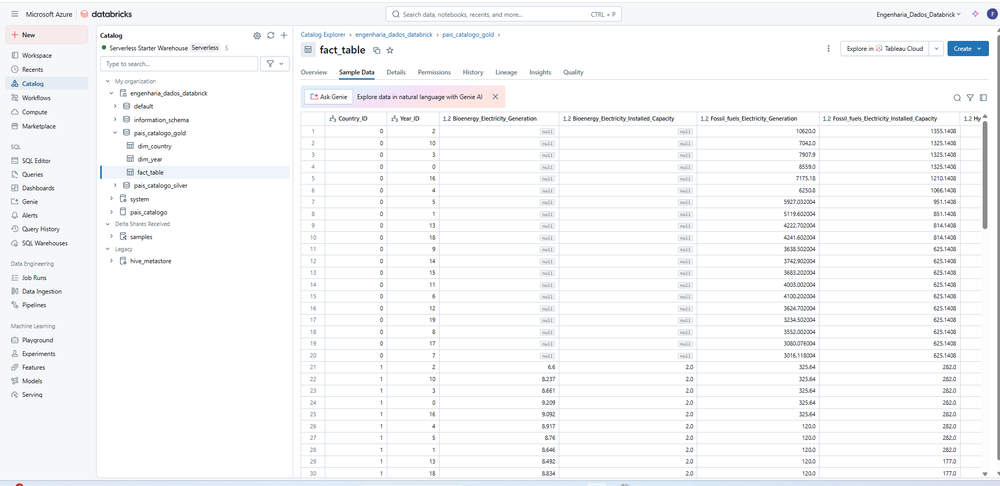 Microsoft Azure databricks
Search data, notebooks, recents, and more... CTRL + P
Engenharia_Dados_Databrick F
New
Workspace
Recents
Catalog
Workflows
Compute
Marketplace
SQL
SQL Editor
Queries
Dashboards
Genie
Alerts
Query History
SQL Warehouses
Data Engineering
Job Runs
Data Ingestion
Pipelines
Machine Learning
Playground
Experiments
Features
Models
Serving
Catalog
Serverless Starter Warehouse Serverless S
Type to search...
My organization
engenharia_dados_databrick
default
information_schema
pais_catalogo_gold
dim_country
dim_year
fact_table
pais_catalogo_silver
system
pais_catalogo
Delta Shares Received
samples
Legacy
hive_metastore
Catalog Explorer › engenharia_dados_databrick › pais_catalogo_gold ›
fact_table
Explore in Tableau Cloud Create
Overview Sample Data Details Permissions History Lineage Insights Quality
Ask Genie Explore data in natural language with Genie AI
1²3 Country_ID 1²3 Year_ID 1.2 Bioenergy_Electricity_Generation 1.2 Bioenergy_Electricity_Installed_Capacity 1.2 Fossil_fuels_Electricity_Generation 1.2 Fossil_fuels_Electricity_Installed_Capacity 1.2 Hy
1 0 2 null null 10620.0 1355.1408
2 0 10 null null 7042.0 1325.1408
3 0 3 null null 7907.9 1325.1408
4 0 0 null null 8559.0 1325.1408
5 0 16 null null 7175.18 1210.1408
6 0 4 null null 6250.8 1066.1408
7 0 5 null null 5927.032004 951.1408
8 0 1 null null 5119.602004 851.1408
9 0 13 null null 4222.702004 814.1408
10 0 18 null null 4241.602004 814.1408
11 0 9 null null 3638.502004 625.1408
12 0 14 null null 3742.902004 625.1408
13 0 15 null null 3683.202004 625.1408
14 0 11 null null 4003.002004 625.1408
15 0 6 null null 4100.202004 625.1408
16 0 12 null null 3624.702004 625.1408
17 0 19 null null 3234.502004 625.1408
18 0 8 null null 3552.002004 625.1408
19 0 17 null null 3080.076004 625.1408
20 0 7 null null 3016.118004 625.1408
21 1 2 6.6 2.0 325.64 282.0
22 1 10 8.237 2.0 325.64 282.0
23 1 3 8.661 2.0 325.64 282.0
24 1 0 9.209 2.0 325.64 282.0
25 1 16 9.092 2.0 325.64 282.0
26 1 4 8.917 2.0 120.0 282.0
27 1 5 8.76 2.0 120.0 282.0
28 1 1 8.646 2.0 120.0 282.0
29 1 13 8.492 2.0 120.0 177.0
30 1 18 8.834 2.0 120.0 177.0